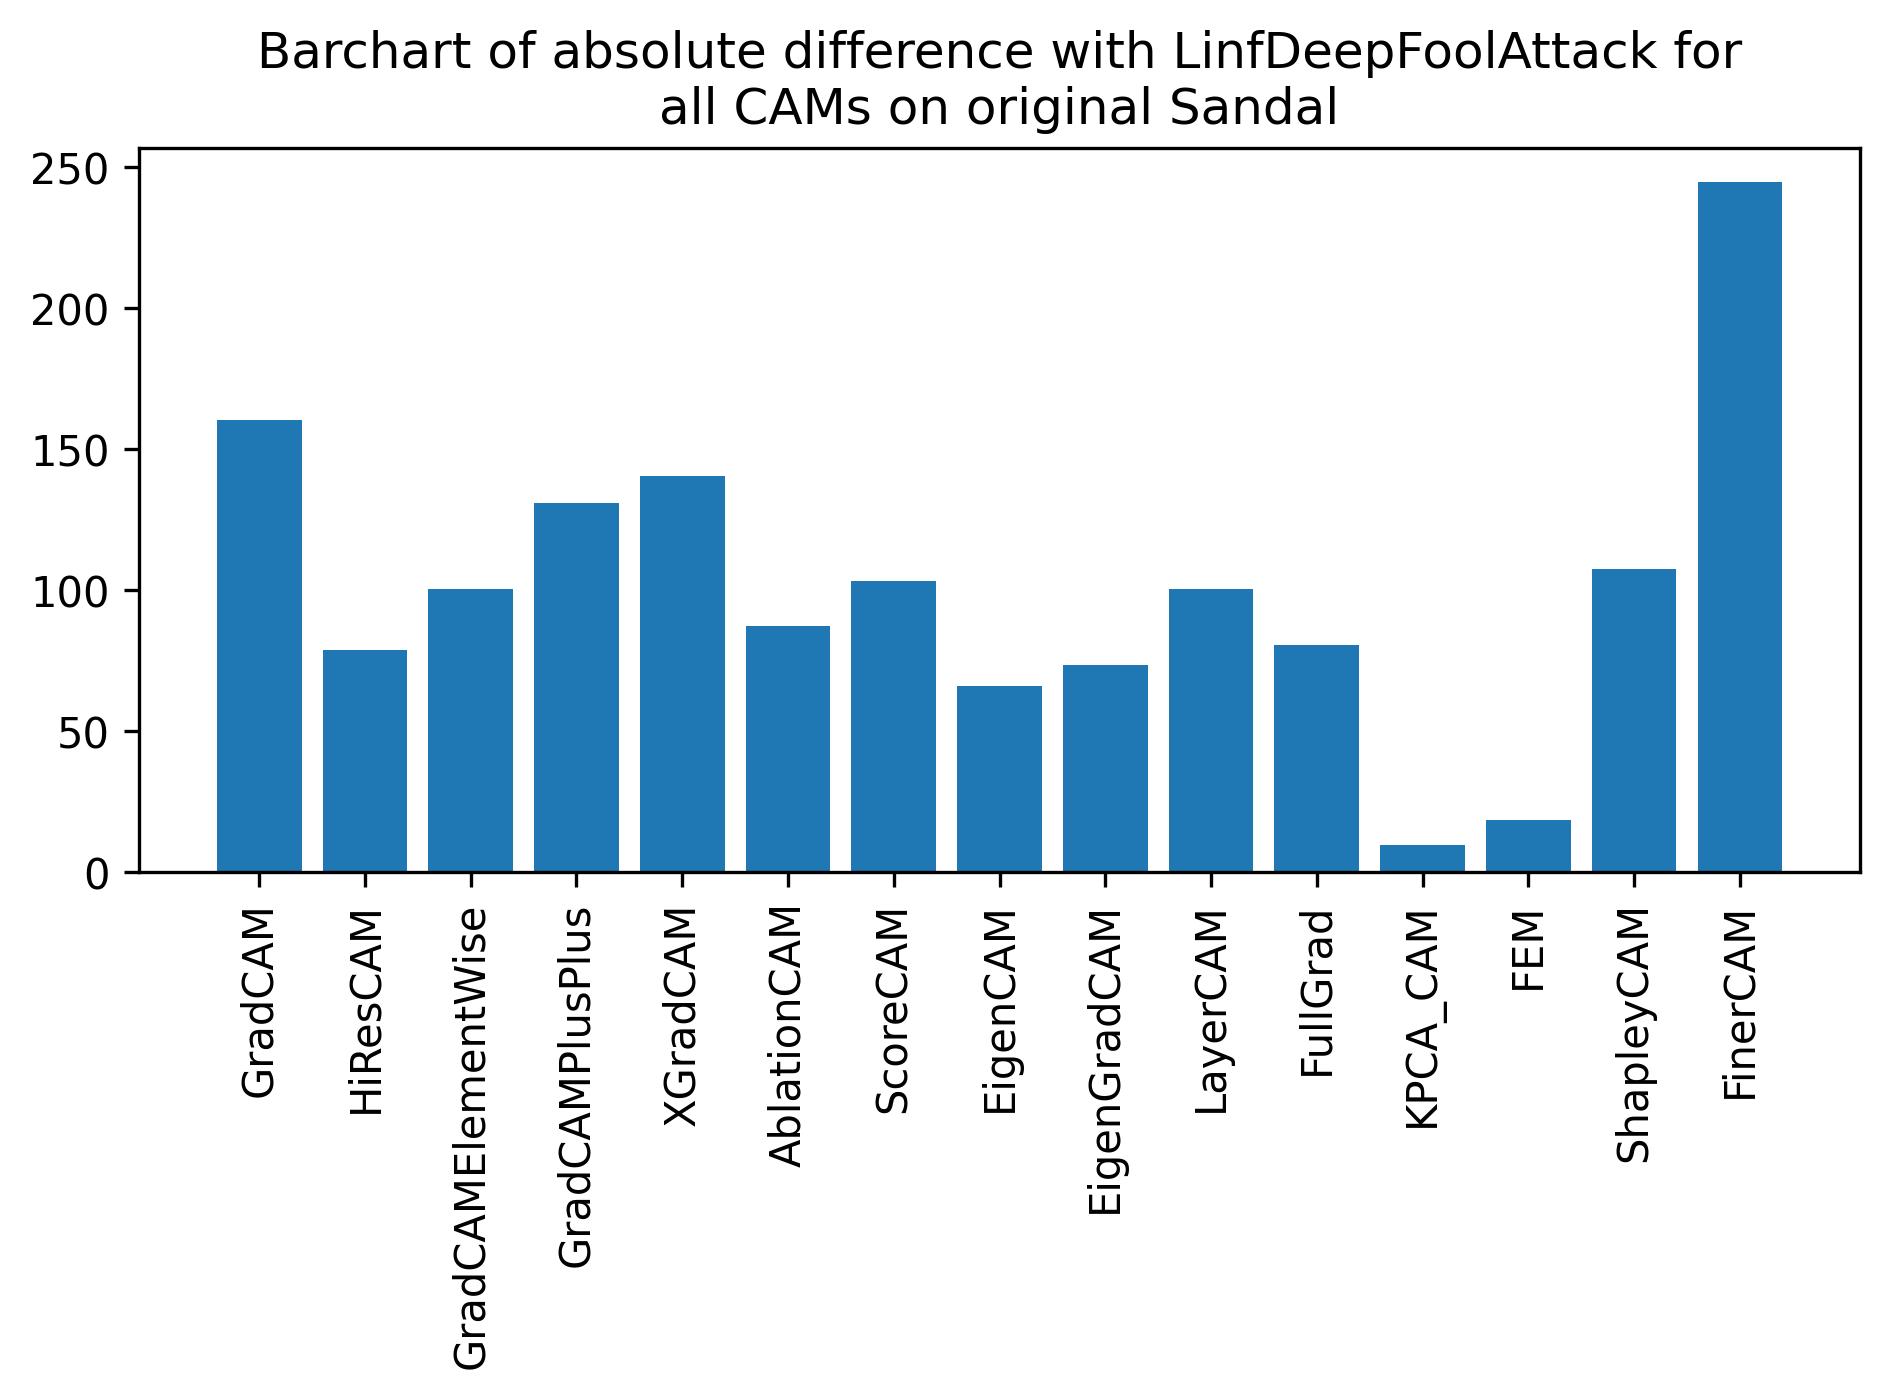 Barchart of absolute difference with LinfDeepFoolAttack for
all CAMs on original Sandal
250
200
150
100
50
0
GradCAM
HiResCAM
GradCAMElementWise
GradCAMPlusPlus
XGradCAM
AblationCAM
ScoreCAM
EigenCAM
EigenGradCAM
LayerCAM
FullGrad
KPCA_CAM
FEM
ShapleyCAM
FinerCAM